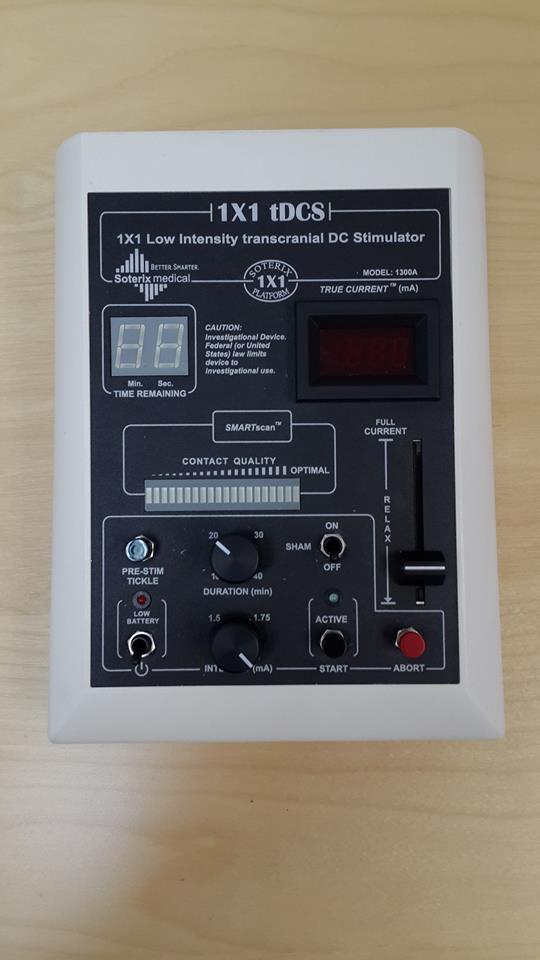 1X1 tDCS
1X1 Low Intensity transcranial DC Stimulator
BETTER. SMARTER.
Soterix medical
SOTERIX
1X1
PLATFORM
MODEL: 1300A
TRUE CURRENT™ (mA)
CAUTION:
Investigational Device.
Federal (or United
States) law limits
device to
investigational use.
Min. Sec.
TIME REMAINING
SMARTscan™
CONTACT QUALITY
OPTIMAL
FULL
CURRENT
RELAX
20 30
ON
SHAM
OFF
PRE-STIM
TICKLE
40
DURATION (min)
LOW
BATTERY
1.5 1.75
ACTIVE
(mA)
START
ABORT